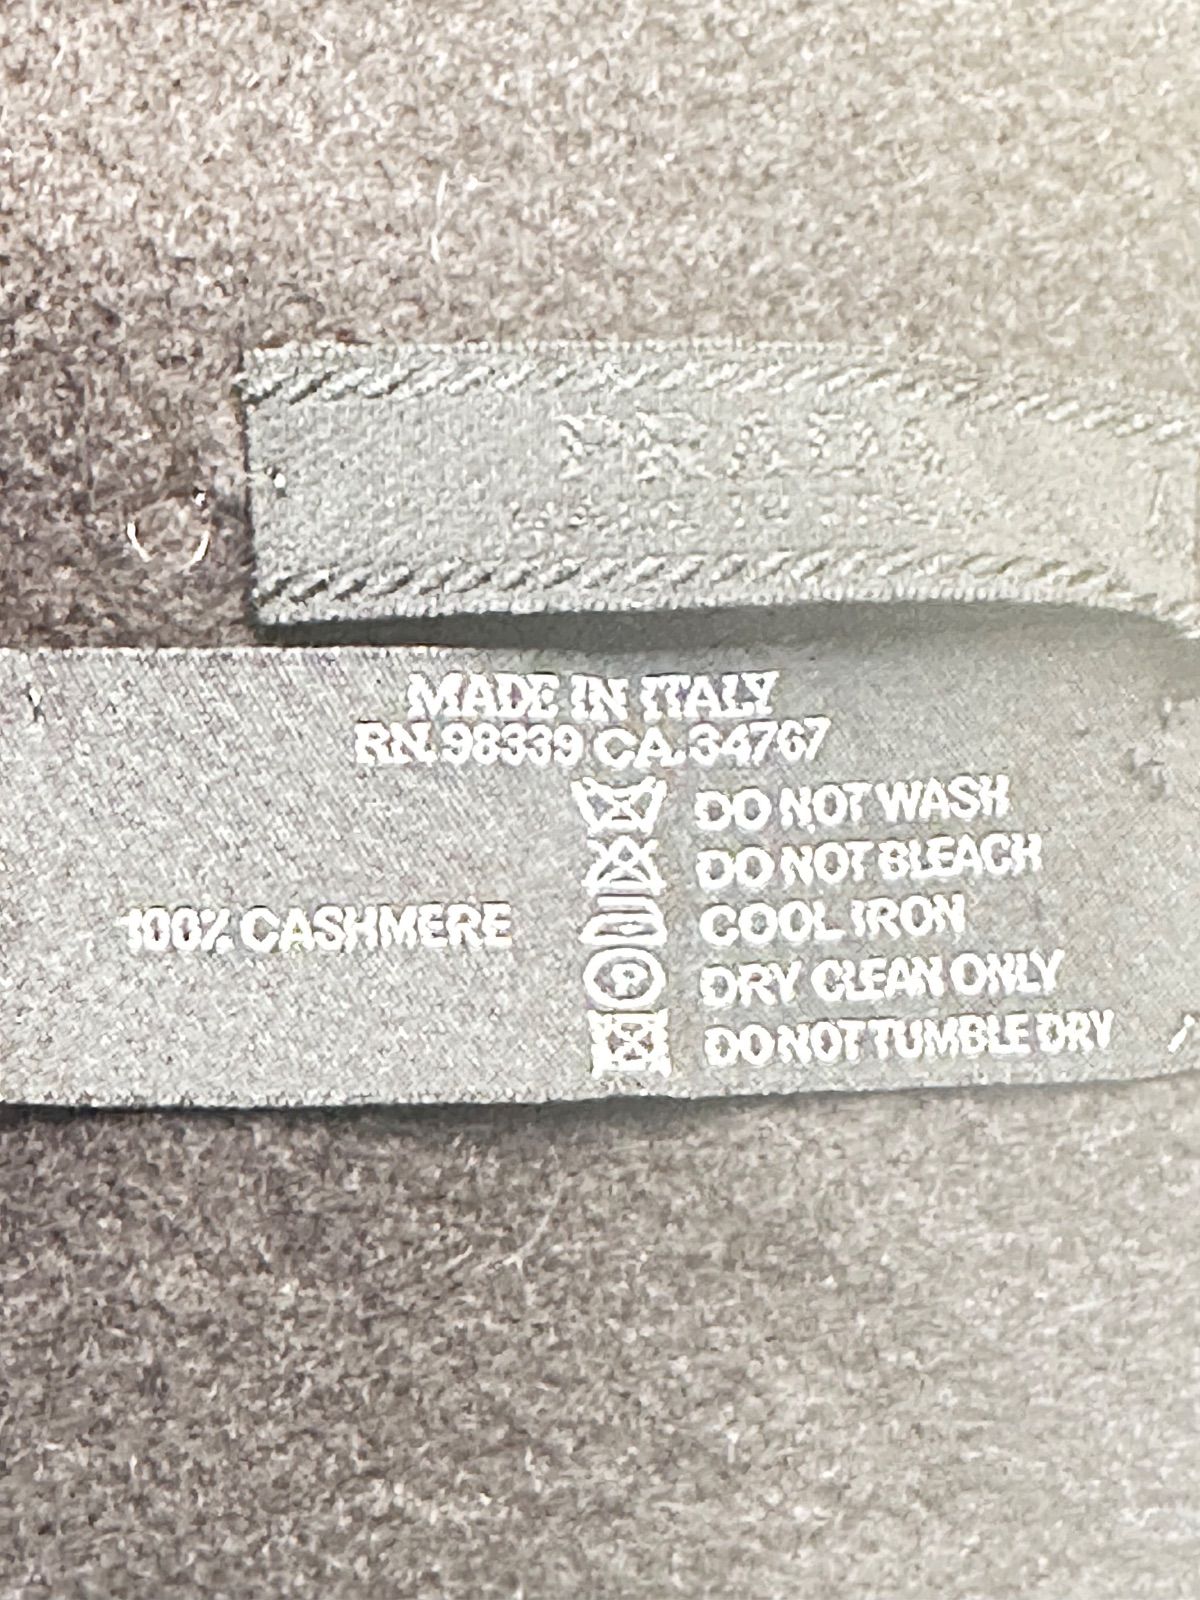 MADE IN ITALY
RN.98339 CA.34767
100% CASHMERE
DO NOT WASH
DO NOT BLEACH
COOL IRON
P
DRY CLEAN ONLY
DO NOT TUMBLE DRY